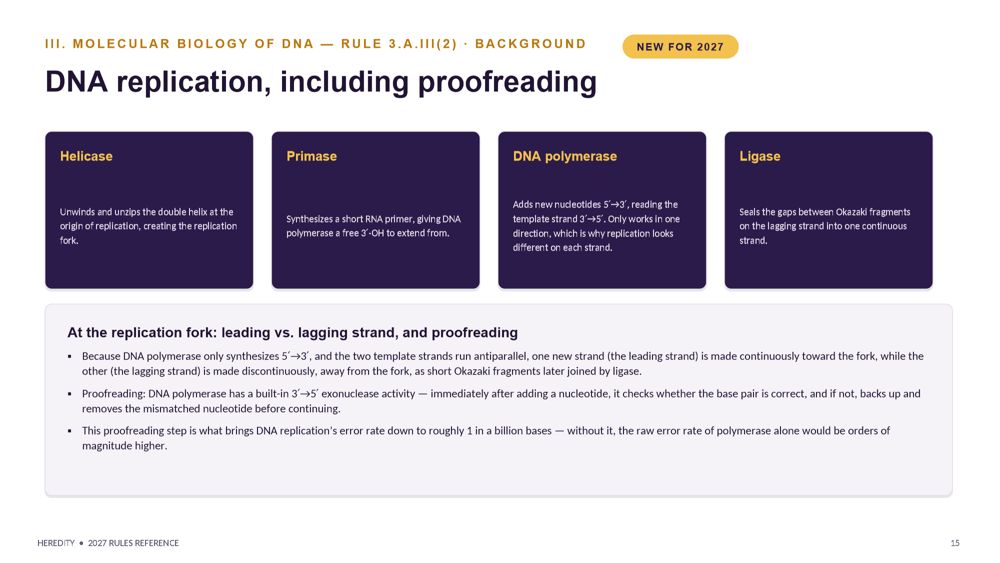 III. MOLECULAR BIOLOGY OF DNA — RULE 3.A.III(2) · BACKGROUND
NEW FOR 2027
DNA replication, including proofreading
Helicase
Unwinds and unzips the double helix at the
origin of replication, creating the replication
fork.
Primase
Synthesizes a short RNA primer, giving DNA
polymerase a free 3′-OH to extend from.
DNA polymerase
Adds new nucleotides 5′→3′, reading the
template strand 3′→5′. Only works in one
direction, which is why replication looks
different on each strand.
Ligase
Seals the gaps between Okazaki fragments
on the lagging strand into one continuous
strand.
At the replication fork: leading vs. lagging strand, and proofreading
▪ Because DNA polymerase only synthesizes 5′→3′, and the two template strands run antiparallel, one new strand (the leading strand) is made continuously toward the fork, while the
other (the lagging strand) is made discontinuously, away from the fork, as short Okazaki fragments later joined by ligase.
▪ Proofreading: DNA polymerase has a built-in 3′→5′ exonuclease activity — immediately after adding a nucleotide, it checks whether the base pair is correct, and if not, backs up and
removes the mismatched nucleotide before continuing.
▪ This proofreading step is what brings DNA replication's error rate down to roughly 1 in a billion bases — without it, the raw error rate of polymerase alone would be orders of
magnitude higher.
HEREDITY • 2027 RULES REFERENCE
15